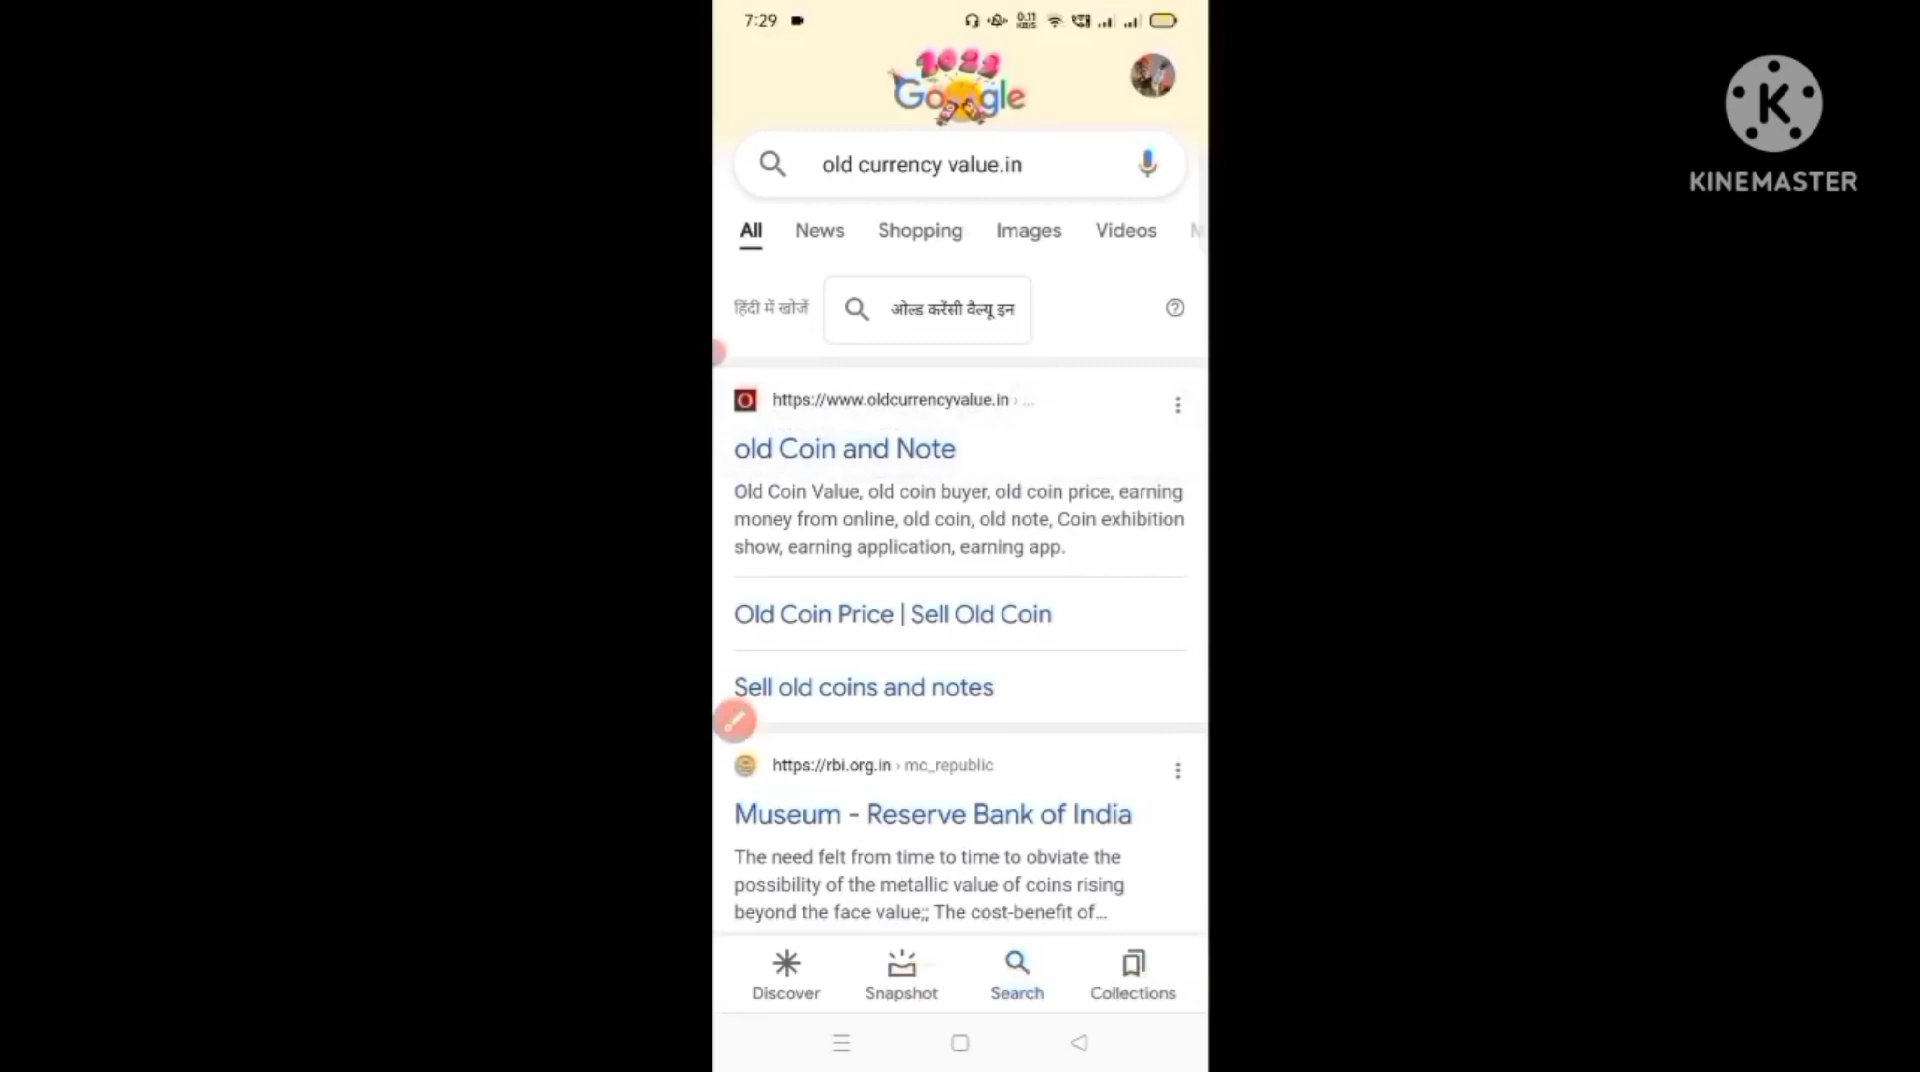 7:29
0.11
KB/S
2022
Google
KINEMASTER
old currency value.in
All News Shopping Images Videos
हिंदी में खोजें
ओल्ड करेंसी वैल्यू इन
https://www.oldcurrencyvalue.in › ...
old Coin and Note
Old Coin Value, old coin buyer, old coin price, earning
money from online, old coin, old note, Coin exhibition
show, earning application, earning app.
Old Coin Price | Sell Old Coin
Sell old coins and notes
https://rbi.org.in › mc_republic
Museum - Reserve Bank of India
The need felt from time to time to obviate the
possibility of the metallic value of coins rising
beyond the face value;; The cost-benefit of...
Discover Snapshot Search Collections